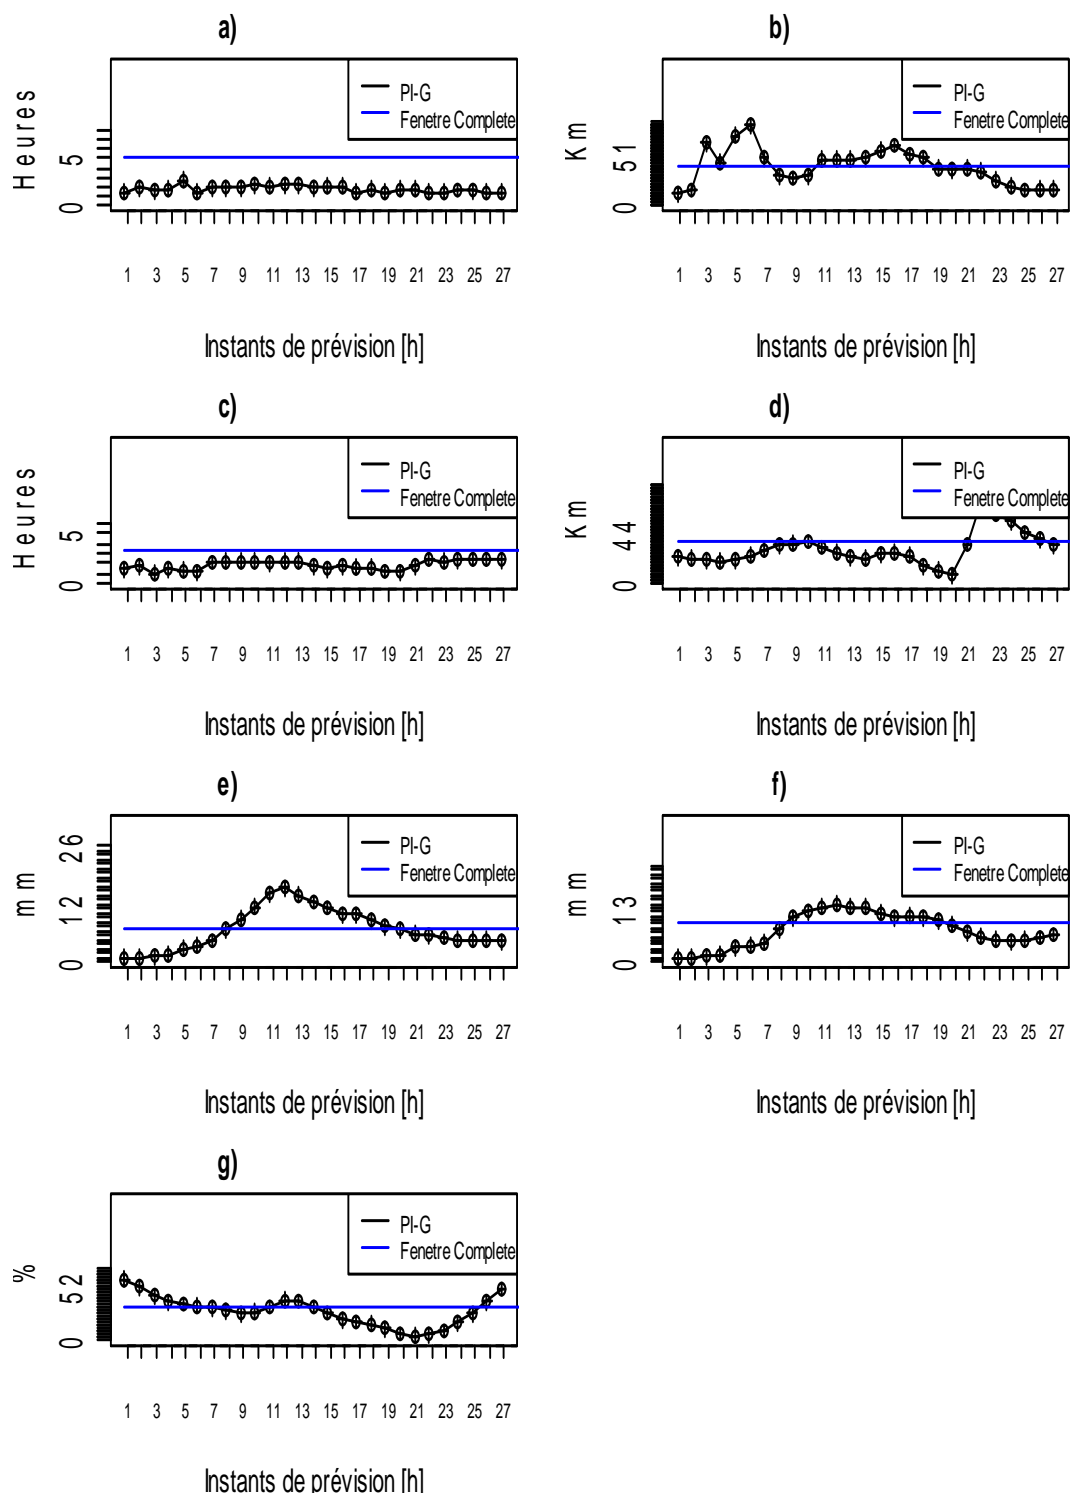 a)
Heures
0 5
PI-G
Fenetre Complete
1 3 5 7 9 11 13 15 17 19 21 23 25 27
Instants de prévision [h]
b)
Km
0 51
PI-G
Fenetre Complete
1 3 5 7 9 11 13 15 17 19 21 23 25 27
Instants de prévision [h]
c)
Heures
0 5
PI-G
Fenetre Complete
1 3 5 7 9 11 13 15 17 19 21 23 25 27
Instants de prévision [h]
d)
Km
0 44
PI-G
Fenetre Complete
1 3 5 7 9 11 13 15 17 19 21 23 25 27
Instants de prévision [h]
e)
mm
0 12 26
PI-G
Fenetre Complete
1 3 5 7 9 11 13 15 17 19 21 23 25 27
Instants de prévision [h]
f)
mm
0 13
PI-G
Fenetre Complete
1 3 5 7 9 11 13 15 17 19 21 23 25 27
Instants de prévision [h]
g)
%
0 52
PI-G
Fenetre Complete
1 3 5 7 9 11 13 15 17 19 21 23 25 27
Instants de prévision [h]